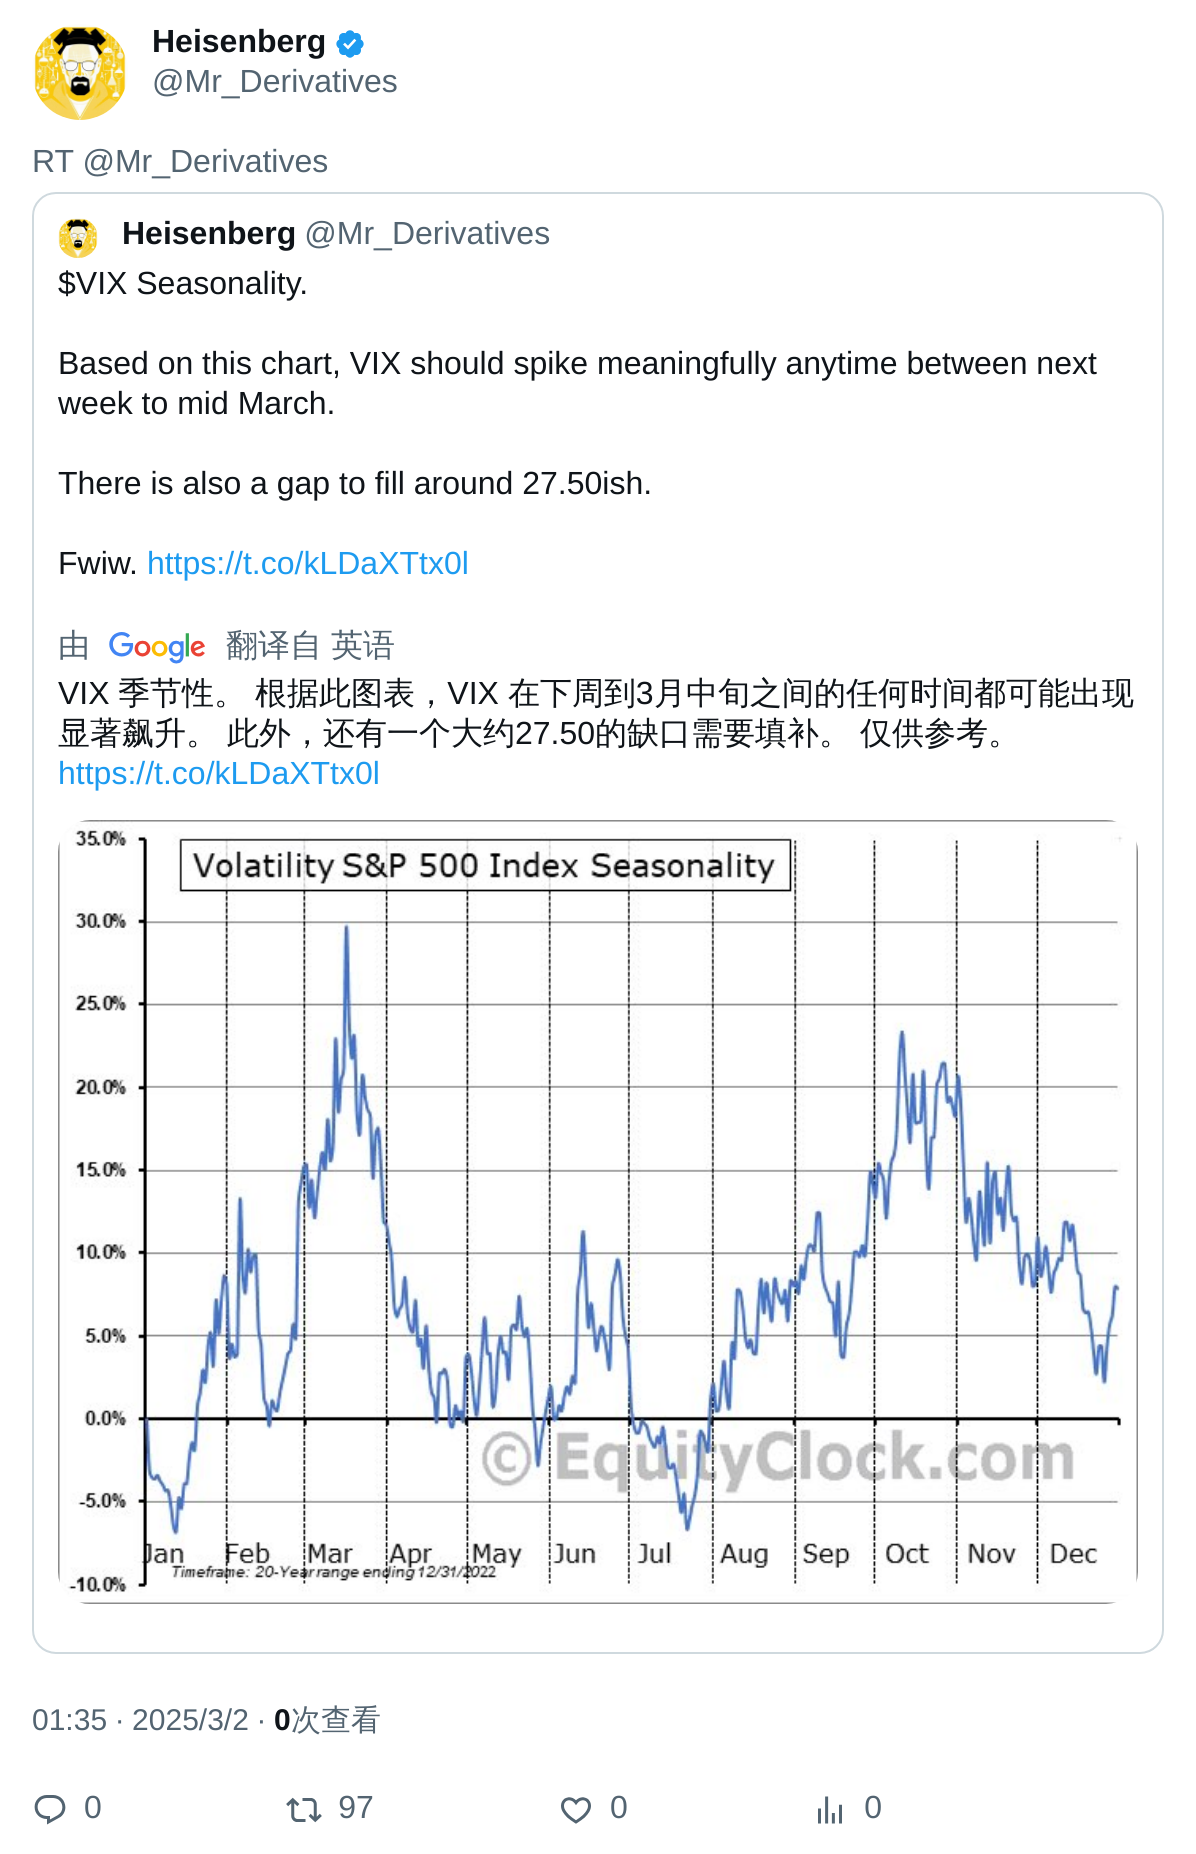 Heisenberg
@Mr_Derivatives
RT @Mr_Derivatives
Heisenberg @Mr_Derivatives
$VIX Seasonality.
Based on this chart, VIX should spike meaningfully anytime between next
week to mid March.
There is also a gap to fill around 27.50ish.
Fwiw. https://t.co/kLDaXTtx0l
由 Google 翻译自 英语
VIX 季节性。 根据此图表，VIX 在下周到3月中旬之间的任何时间都可能出现
显著飙升。 此外，还有一个大约27.50的缺口需要填补。 仅供参考。
https://t.co/kLDaXTtx0l
Volatility S&P 500 Index Seasonality
35.0%
30.0%
25.0%
20.0%
15.0%
10.0%
5.0%
0.0%
-5.0%
-10.0%
© EquityClock.com
Jan Feb Mar Apr May Jun Jul Aug Sep Oct Nov Dec
Timeframe: 20-Year range ending 12/31/2022
01:35 · 2025/3/2 · 0次查看
0 97 0 0